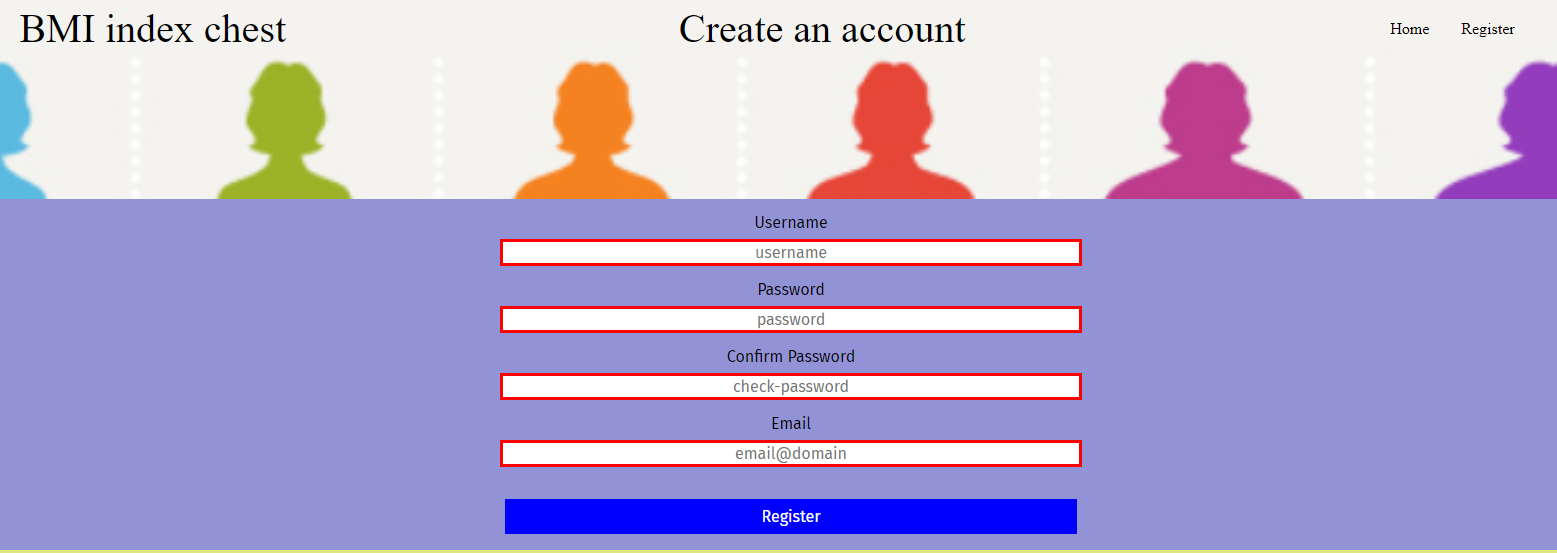 BMI index chest
Create an account
Home
Register
Username
username
Password
password
Confirm Password
check-password
Email
email@domain
Register